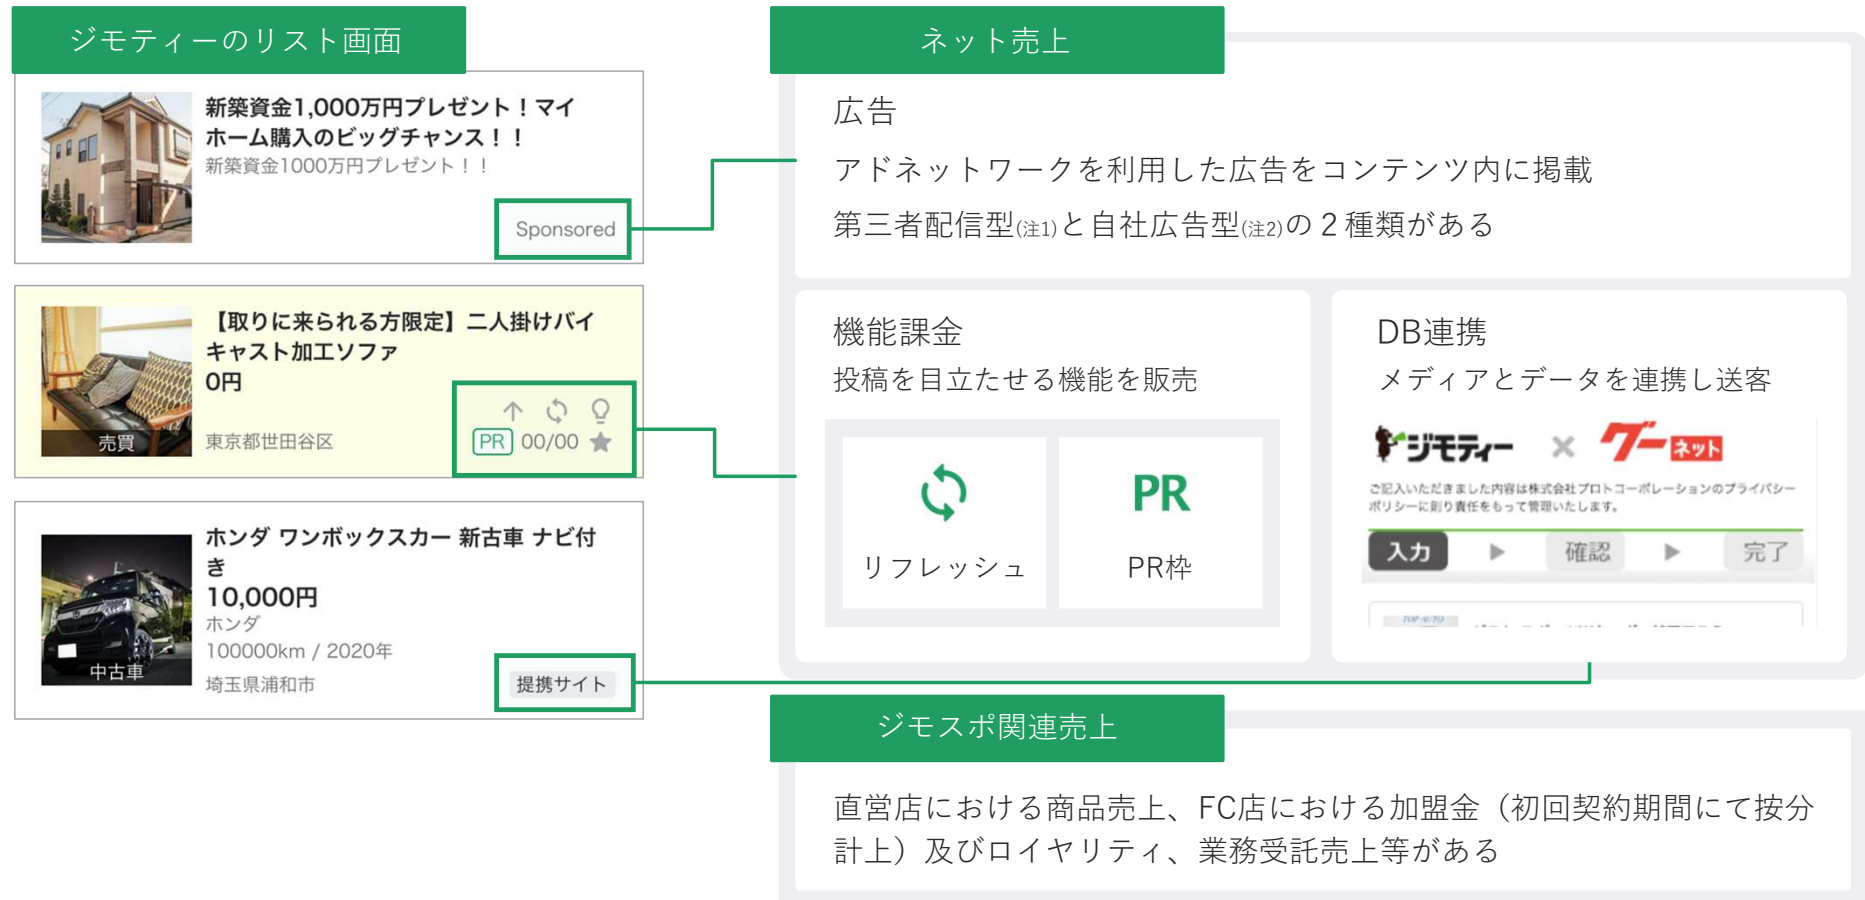 ジモティーのリスト画面
新築資金1,000万円プレゼント！マイ
ホーム購入のビッグチャンス！！
新築資金1000万円プレゼント！！
Sponsored
【取りに来られる方限定】二人掛けバイ
キャスト加工ソファ
0円
売買
東京都世田谷区
PR 00/00
ホンダ ワンボックスカー 新古車 ナビ付
き
10,000円
ホンダ
100000km / 2020年
中古車
埼玉県浦和市
提携サイト
ネット売上
広告
アドネットワークを利用した広告をコンテンツ内に掲載
第三者配信型(注1)と自社広告型(注2)の２種類がある
機能課金
投稿を目立たせる機能を販売
リフレッシュ
PR
PR枠
DB連携
メディアとデータを連携し送客
ジモティー × グーネット
ご記入いただきました内容は株式会社プロトコーポレーションのプライバシー
ポリシーに則り責任をもって管理いたします。
入力 ▶ 確認 ▶ 完了
TOP AUTO
ジモスポ関連売上
直営店における商品売上、FC店における加盟金（初回契約期間にて按分
計上）及びロイヤリティ、業務受託売上等がある